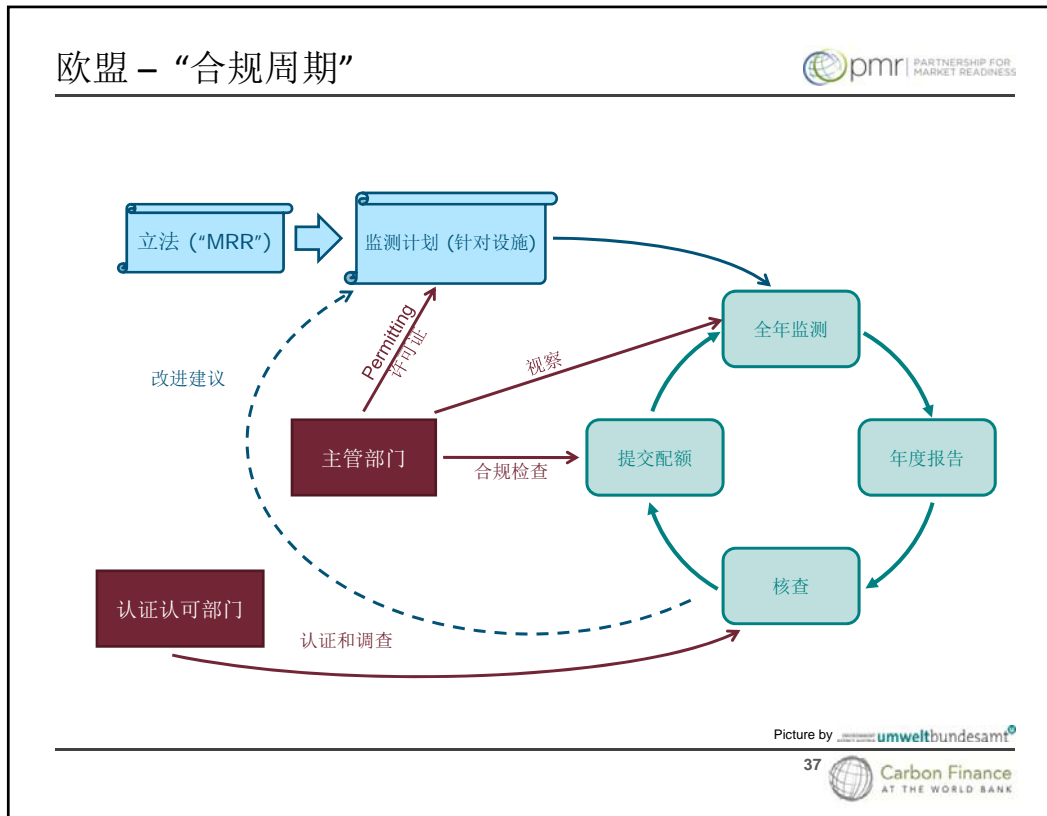 欧盟 – “合规周期”
pmr PARTNERSHIP FOR
MARKET READINESS
立法 (“MRR”)
监测计划 (针对设施)
全年监测
Permitting
许可证
视察
改进建议
主管部门
合规检查
提交配额
年度报告
核查
认证认可部门
认证和调查
Picture by umweltbundesamt
37
Carbon Finance
AT THE WORLD BANK